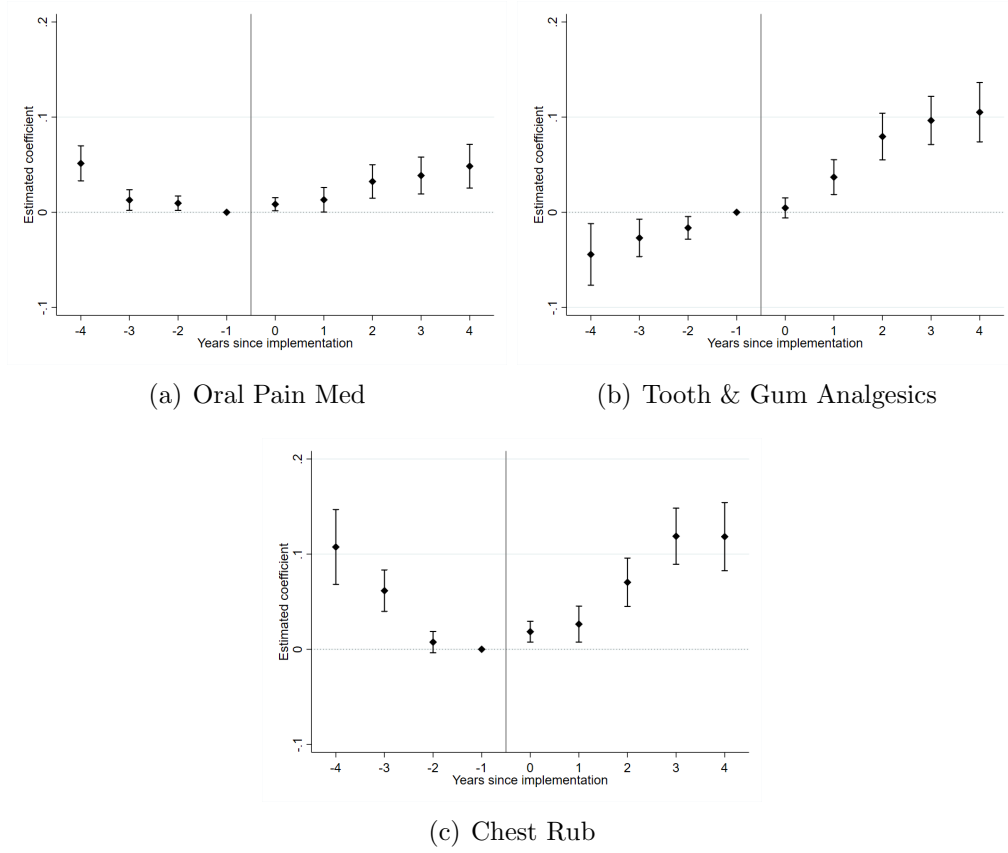 Estimated coefficient
.2
.1
0
-.1
-4 -3 -2 -1 0 1 2 3 4
Years since implementation
(a) Oral Pain Med
Estimated coefficient
.2
.1
0
-.1
-4 -3 -2 -1 0 1 2 3 4
Years since implementation
(b) Tooth & Gum Analgesics
Estimated coefficient
.2
.1
0
-.1
-4 -3 -2 -1 0 1 2 3 4
Years since implementation
(c) Chest Rub